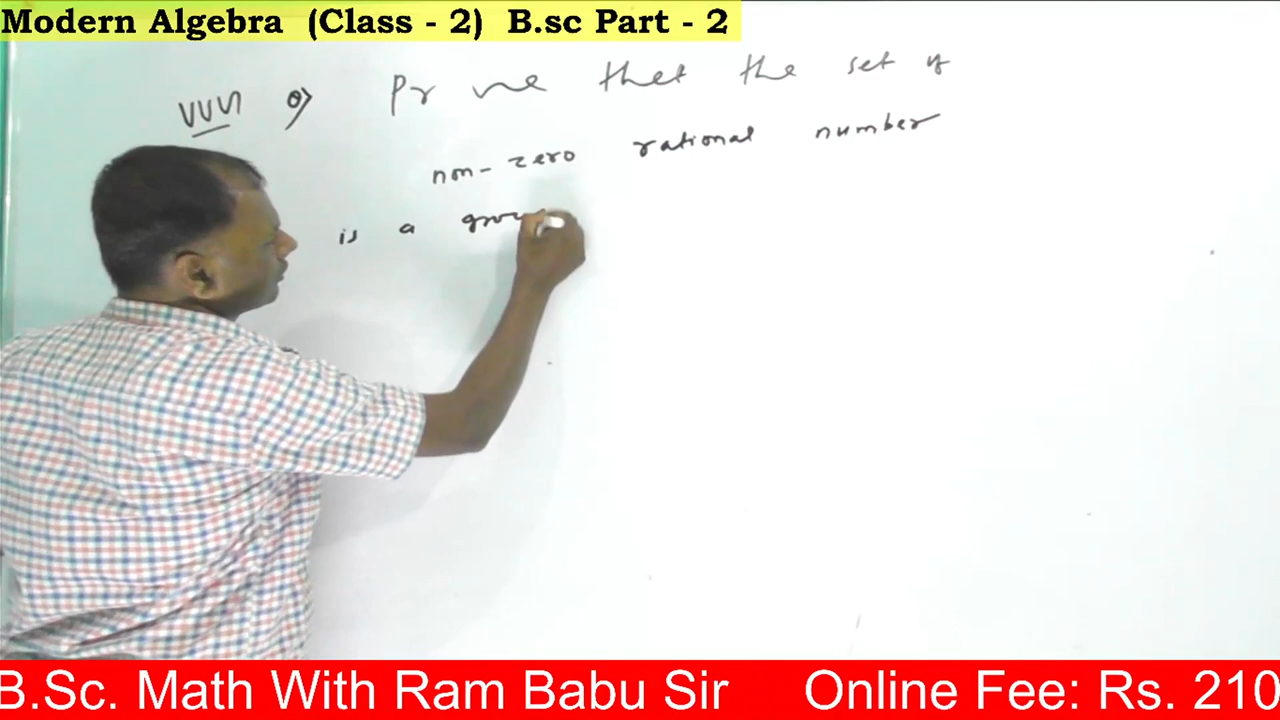 Modern Algebra (Class - 2) B.sc Part - 2
VVVI Q) Prove that the set of
non-zero rational number
is a grou
B.Sc. Math With Ram Babu Sir Online Fee: Rs. 210